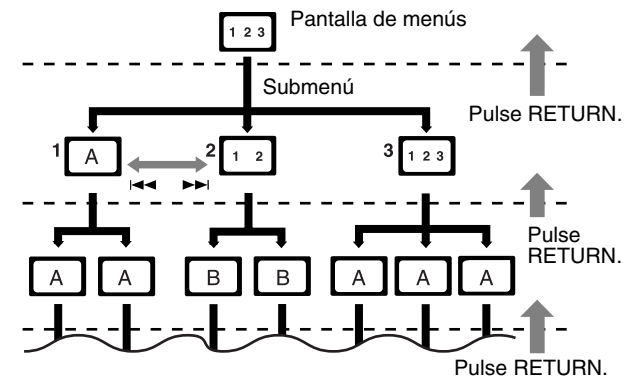 1 2 3 Pantalla de menús
Submenú
Pulse RETURN.
1 A 2 1 2 3 1 2 3
Pulse
RETURN.
A A B B A A A
Pulse RETURN.